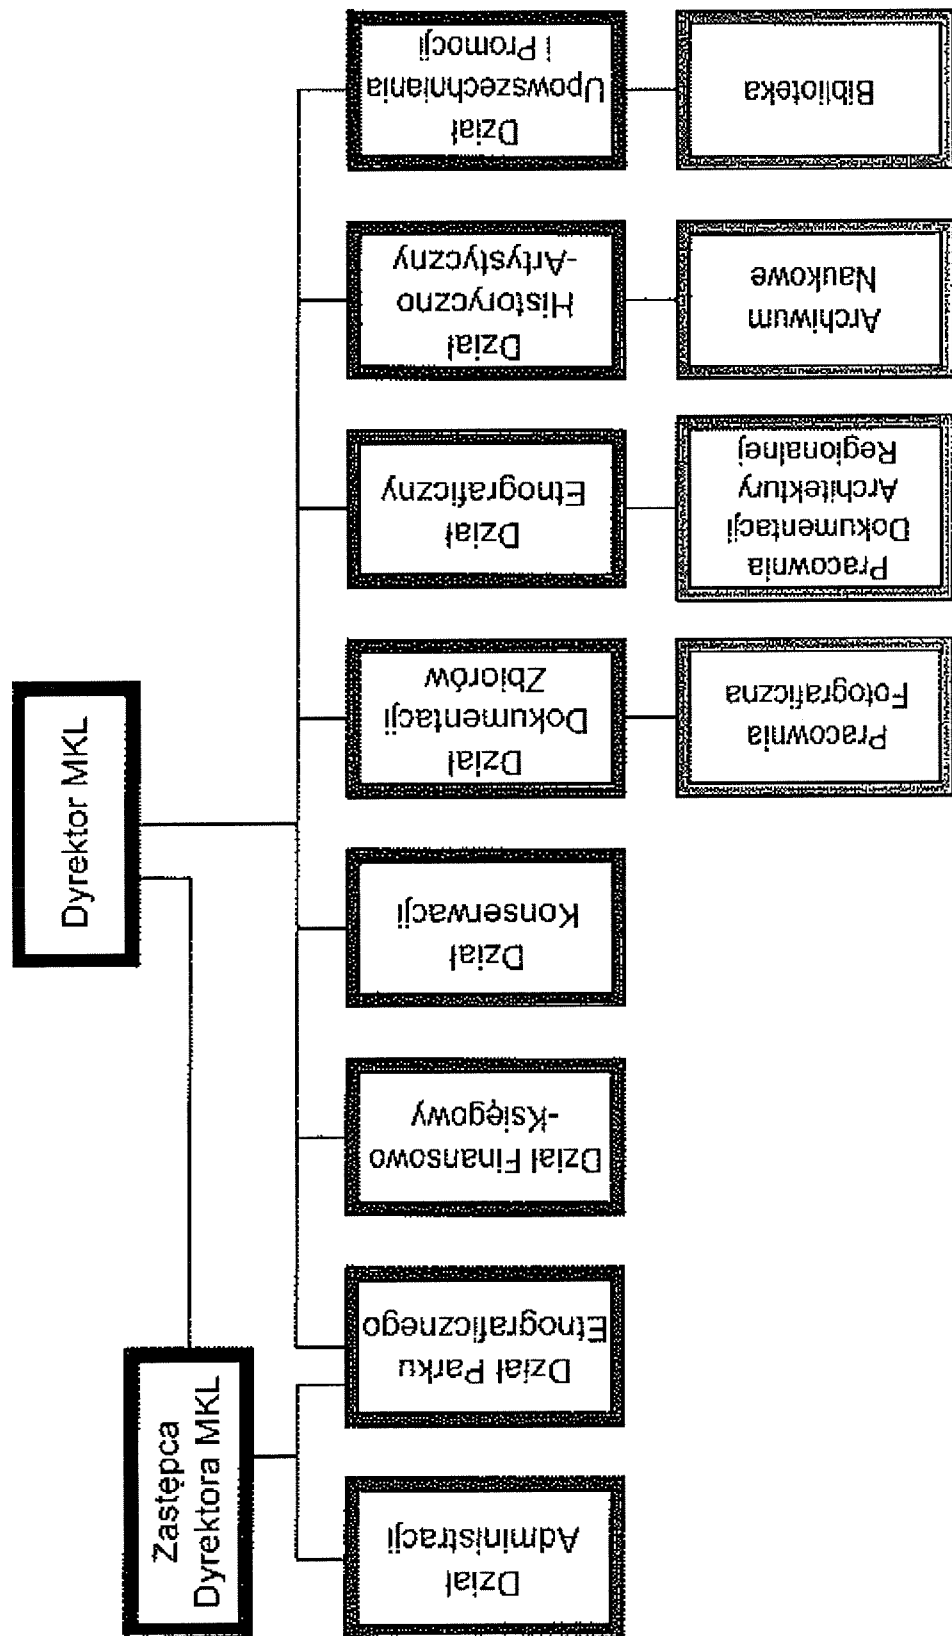 Dyrektor MKL
Zastępca
Dyrektora MKL
Dział
Administracji
Dział Parku
Etnograficznego
Dział Finansowo
-Księgowy
Dział
Konserwacji
Dział
Dokumentacji
Zbiorów
Dział
Etnograficzny
Dział
Historyczno
-Artystyczny
Dział
Upowszechniania
i Promocji
Pracownia
Fotograficzna
Pracownia
Dokumentacji
Architektury
Regionalnej
Archiwum
Naukowe
Biblioteka